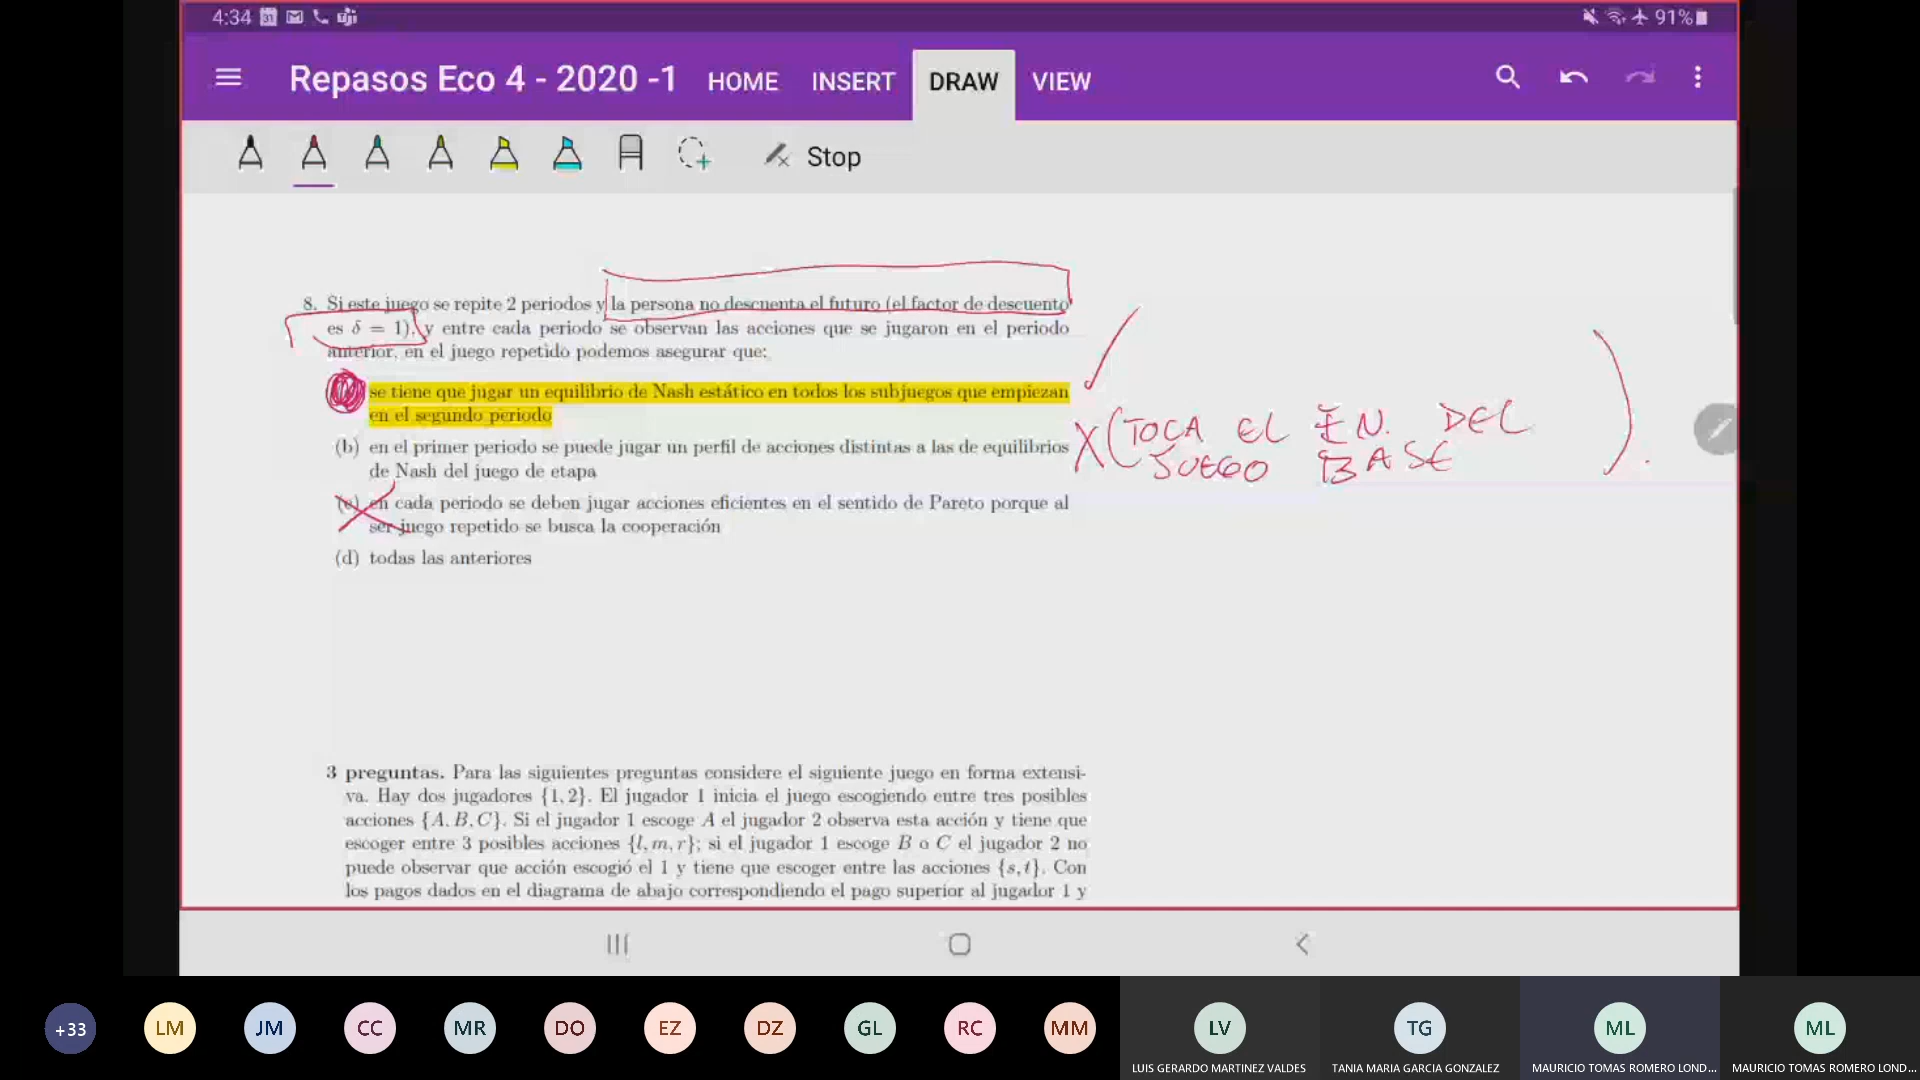 4:34
91%
Repasos Eco 4 - 2020 -1 HOME INSERT DRAW VIEW
Stop
8. Si este juego se repite 2 periodos y la persona no descuenta el futuro (el factor de descuento
es δ = 1), y entre cada periodo se observan las acciones que se jugaron en el periodo
anterior, en el juego repetido podemos asegurar que:
se tiene que jugar un equilibrio de Nash estático en todos los subjuegos que empiezan
en el segundo periodo
(b) en el primer periodo se puede jugar un perfil de acciones distintas a las de equilibrios
de Nash del juego de etapa
X (TOCA EL EN. DEL
JUEGO BASE ).
(c) en cada periodo se deben jugar acciones eficientes en el sentido de Pareto porque al
ser juego repetido se busca la cooperación
(d) todas las anteriores
3 preguntas. Para las siguientes preguntas considere el siguiente juego en forma extensi-
va. Hay dos jugadores {1, 2}. El jugador 1 inicia el juego escogiendo entre tres posibles
acciones {A, B, C}. Si el jugador 1 escoge A el jugador 2 observa esta acción y tiene que
escoger entre 3 posibles acciones {l, m, r}; si el jugador 1 escoge B o C el jugador 2 no
puede observar que acción escogió el 1 y tiene que escoger entre las acciones {s, t}. Con
los pagos dados en el diagrama de abajo correspondiendo el pago superior al jugador 1 y
+33 LM JM CC MR DO EZ DZ GL RC MM LV TG ML ML
LUIS GERARDO MARTINEZ VALDES TANIA MARIA GARCIA GONZALEZ MAURICIO TOMAS ROMERO LOND... MAURICIO TOMAS ROMERO LOND...